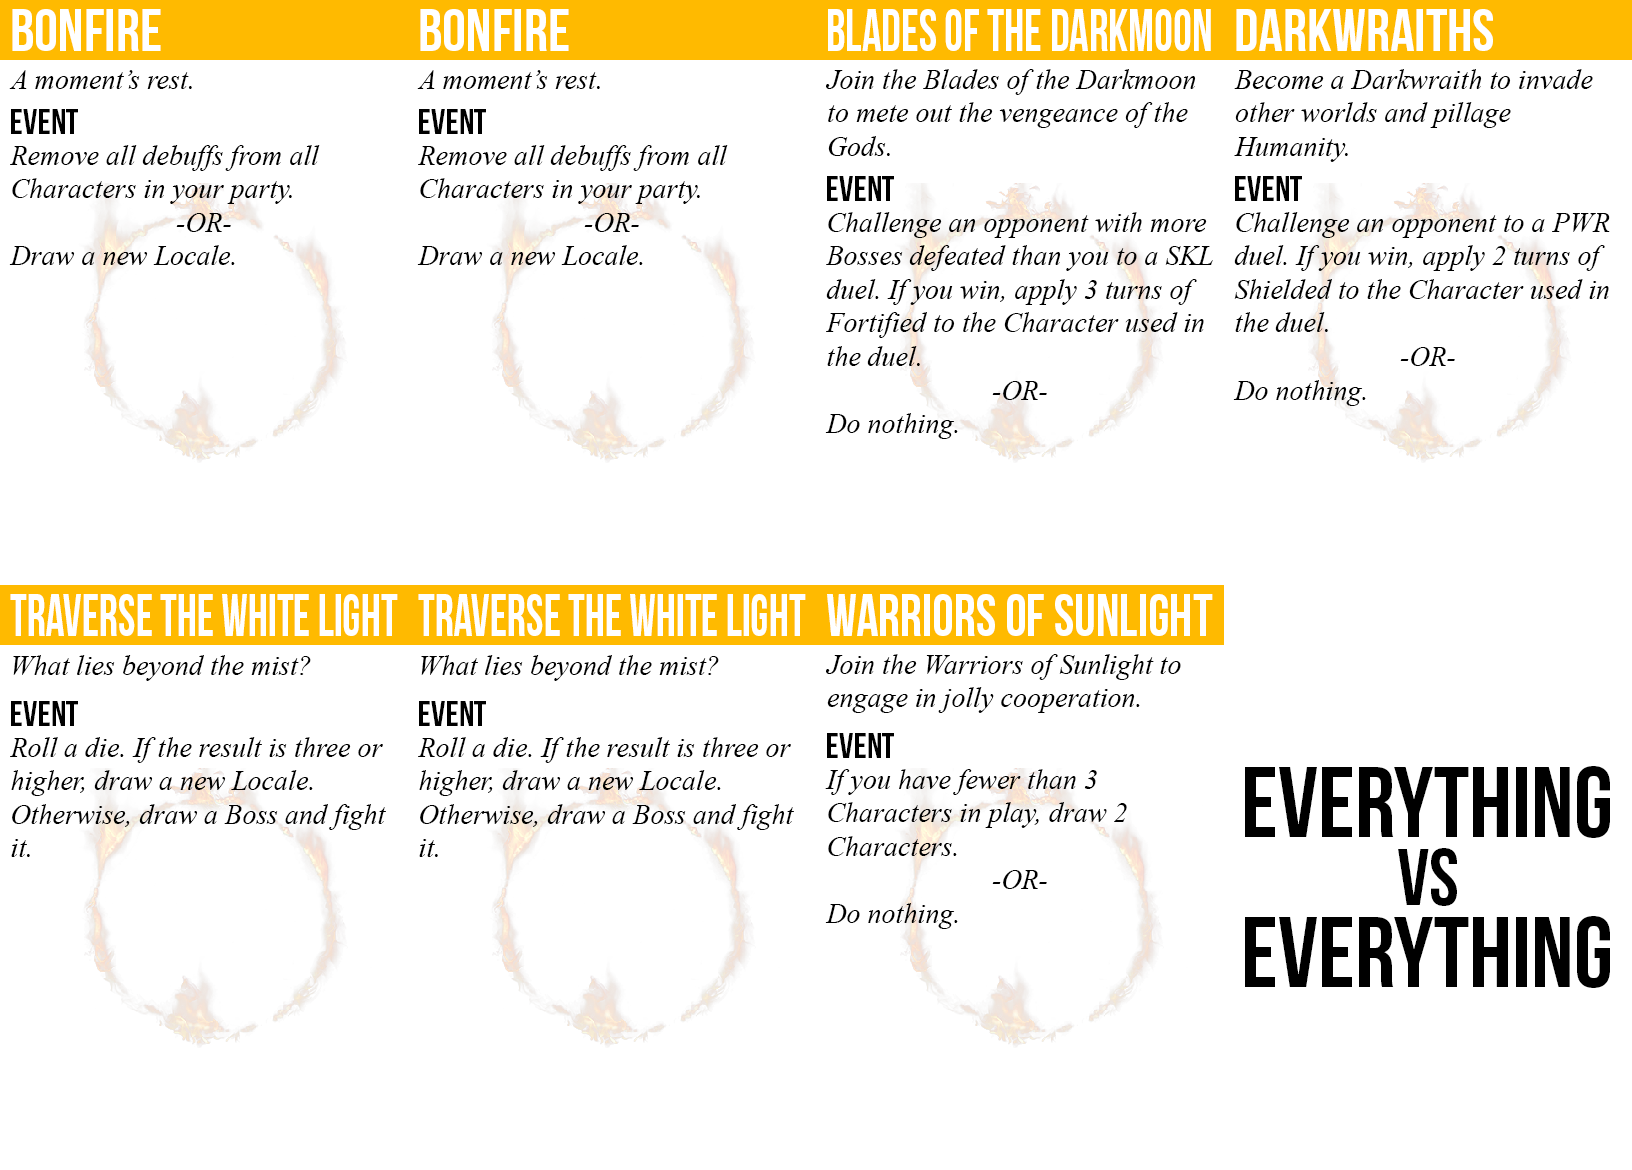 BONFIRE
A moment's rest.
EVENT
Remove all debuffs from all
Characters in your party.
-OR-
Draw a new Locale.
BONFIRE
A moment's rest.
EVENT
Remove all debuffs from all
Characters in your party.
-OR-
Draw a new Locale.
BLADES OF THE DARKMOON
Join the Blades of the Darkmoon
to mete out the vengeance of the
Gods.
EVENT
Challenge an opponent with more
Bosses defeated than you to a SKL
duel. If you win, apply 3 turns of
Fortified to the Character used in
the duel.
-OR-
Do nothing.
DARKWRAITHS
Become a Darkwraith to invade
other worlds and pillage
Humanity.
EVENT
Challenge an opponent to a PWR
duel. If you win, apply 2 turns of
Shielded to the Character used in
the duel.
-OR-
Do nothing.
TRAVERSE THE WHITE LIGHT
What lies beyond the mist?
EVENT
Roll a die. If the result is three or
higher, draw a new Locale.
Otherwise, draw a Boss and fight
it.
TRAVERSE THE WHITE LIGHT
What lies beyond the mist?
EVENT
Roll a die. If the result is three or
higher, draw a new Locale.
Otherwise, draw a Boss and fight
it.
WARRIORS OF SUNLIGHT
Join the Warriors of Sunlight to
engage in jolly cooperation.
EVENT
If you have fewer than 3
Characters in play, draw 2
Characters.
-OR-
Do nothing.
EVERYTHING
VS
EVERYTHING